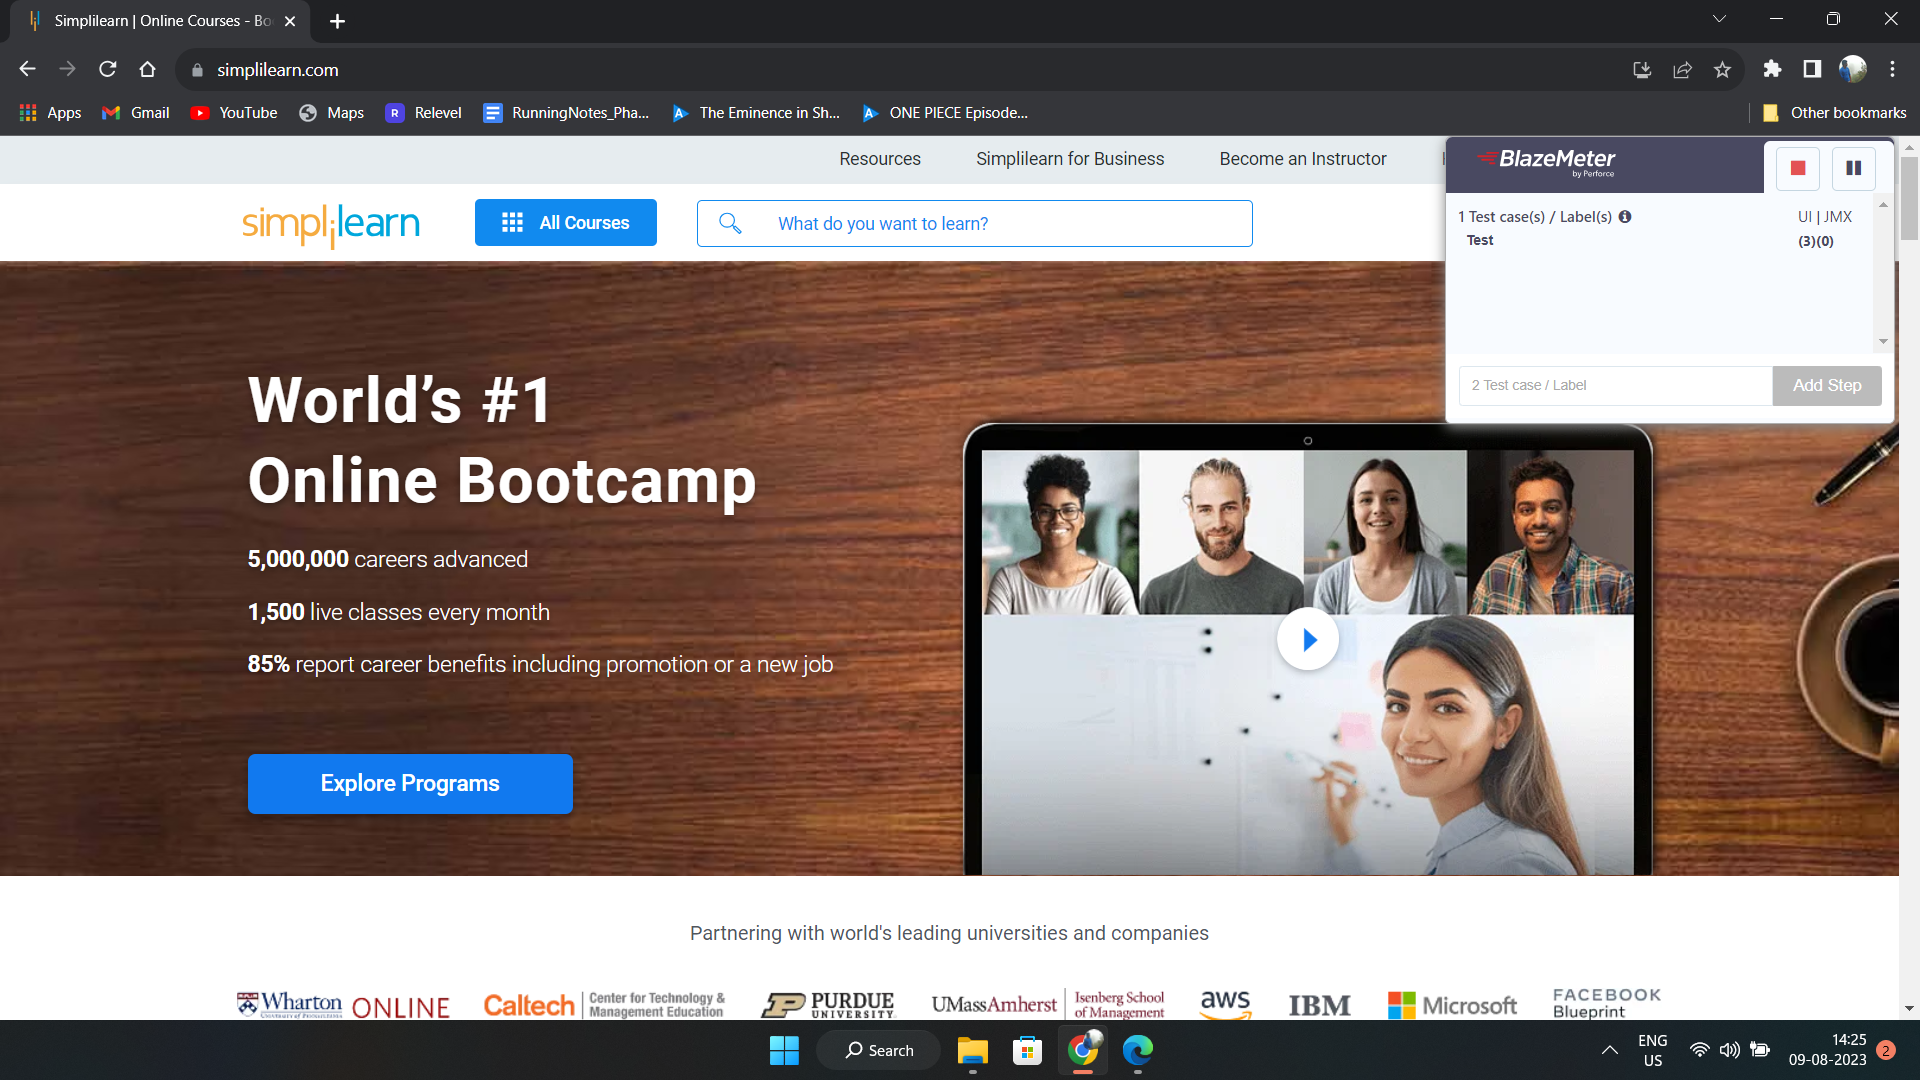 Simplilearn | Online Courses - Bo
simplilearn.com
Apps
Gmail
YouTube
Maps
R
Relevel
RunningNotes_Pha...
The Eminence in Sh...
ONE PIECE Episode...
Other bookmarks
Resources
Simplilearn for Business
Become an Instructor
simplilearn
All Courses
What do you want to learn?
BlazeMeter
by Perforce
1 Test case(s) / Label(s)
UI | JMX
Test
(3)(0)
2 Test case / Label
Add Step
World's #1
Online Bootcamp
5,000,000 careers advanced
1,500 live classes every month
85% report career benefits including promotion or a new job
Explore Programs
Partnering with world's leading universities and companies
Wharton ONLINE
UNIVERSITY of PENNSYLVANIA
Caltech
Center for Technology &
Management Education
PURDUE
UNIVERSITY
UMassAmherst
Isenberg School
of Management
aws
IBM
Microsoft
FACEBOOK
Blueprint
Search
ENG
US
14:25
09-08-2023
2